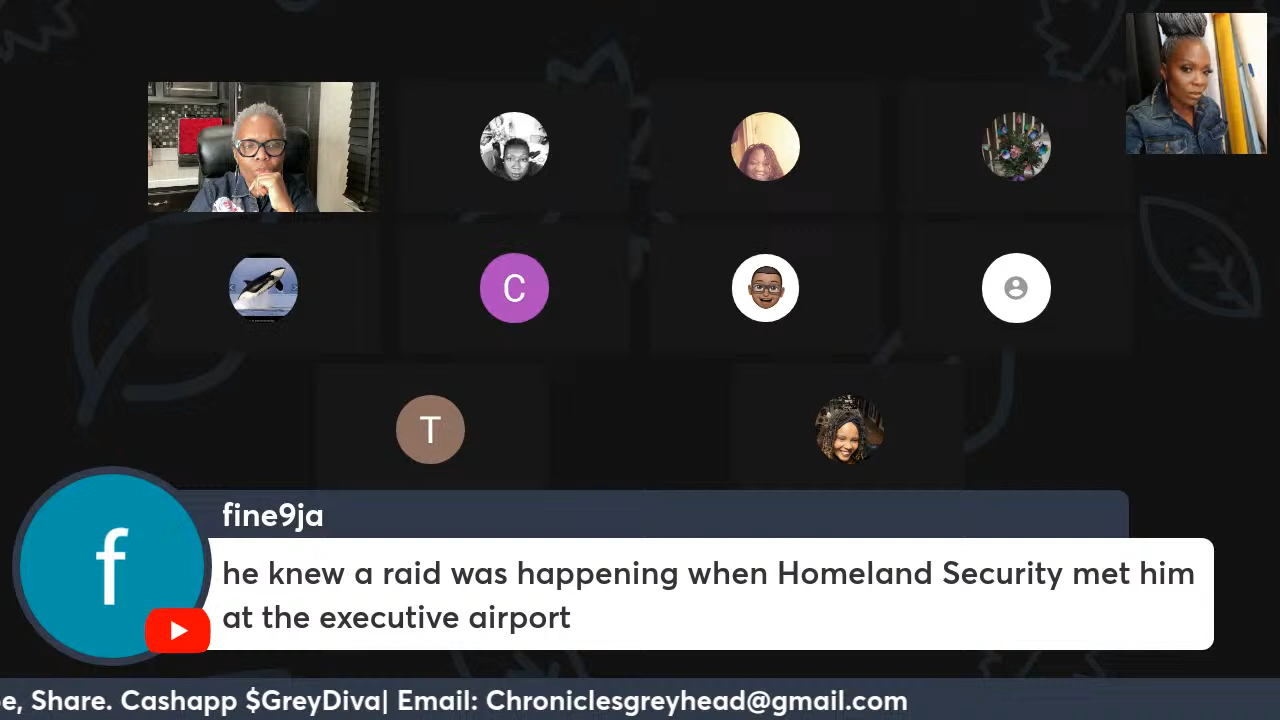 C
T
f
fine9ja
he knew a raid was happening when Homeland Security met him
at the executive airport
e, Share. Cashapp $GreyDiva| Email: Chroniclesgreyhead@gmail.com